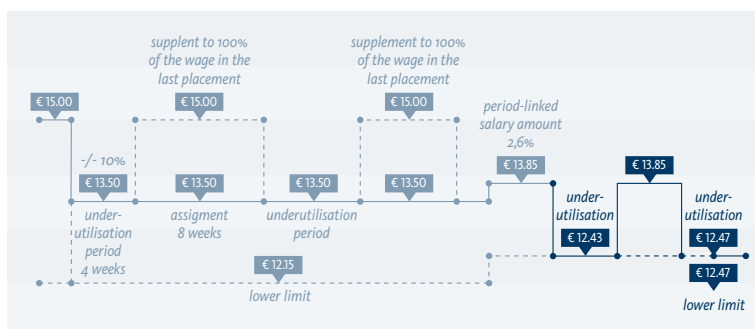 supplent to 100%
of the wage in the
last placement
supplement to 100%
of the wage in the
last placement
€ 15.00
€ 15.00
€ 15.00
period-linked
salary amount
2,6%
-/- 10%
€ 13.85
€ 13.85
€ 13.50
€ 13.50
€ 13.50
€ 13.50
under-
utilisation
period
4 weeks
assigment
8 weeks
underutilisation
period
under-
utilisation
under-
utilisation
€ 12.43
€ 12.47
€ 12.15
€ 12.47
lower limit
lower limit